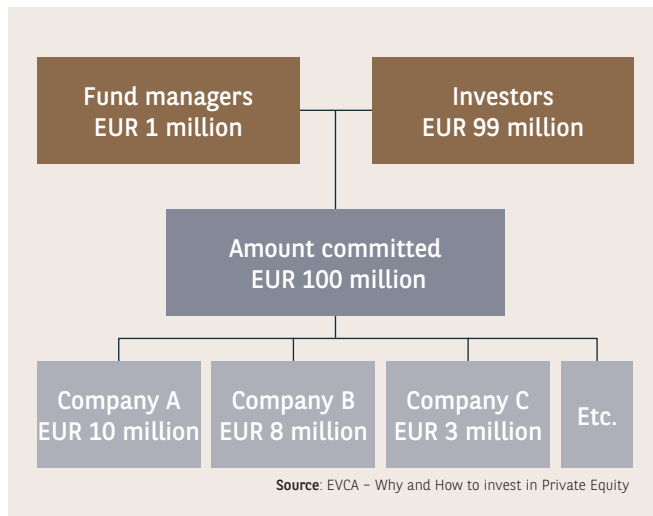 Fund managers
EUR 1 million
Investors
EUR 99 million
Amount committed
EUR 100 million
Company A
EUR 10 million
Company B
EUR 8 million
Company C
EUR 3 million
Etc.
Source: EVCA – Why and How to invest in Private Equity